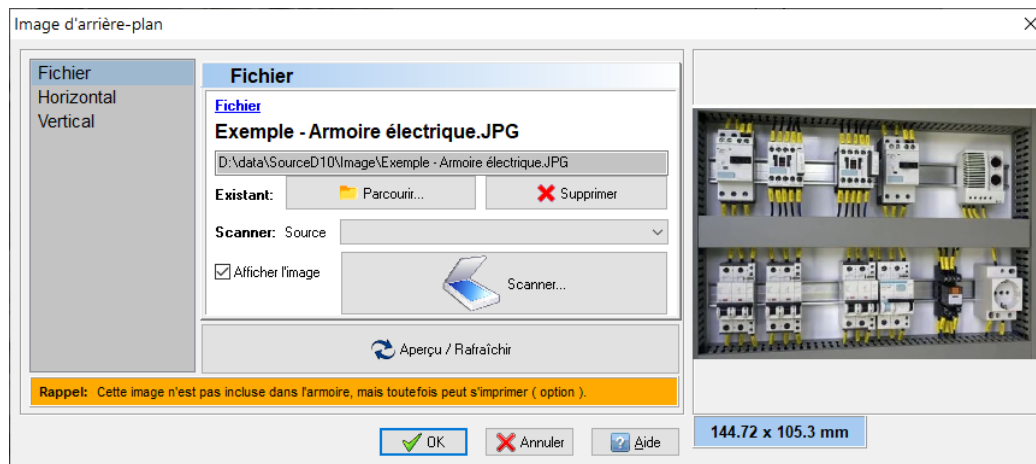 Image d'arrière-plan
Fichier
Horizontal
Vertical
Fichier
Fichier
Exemple - Armoire électrique.JPG
D:\data\SourceD10\Image\Exemple - Armoire électrique.JPG
Existant: Parcourir... Supprimer
Scanner: Source
Afficher l'image Scanner...
Aperçu / Rafraîchir
Rappel: Cette image n'est pas incluse dans l'armoire, mais toutefois peut s'imprimer ( option ).
OK Annuler Aide
144.72 x 105.3 mm